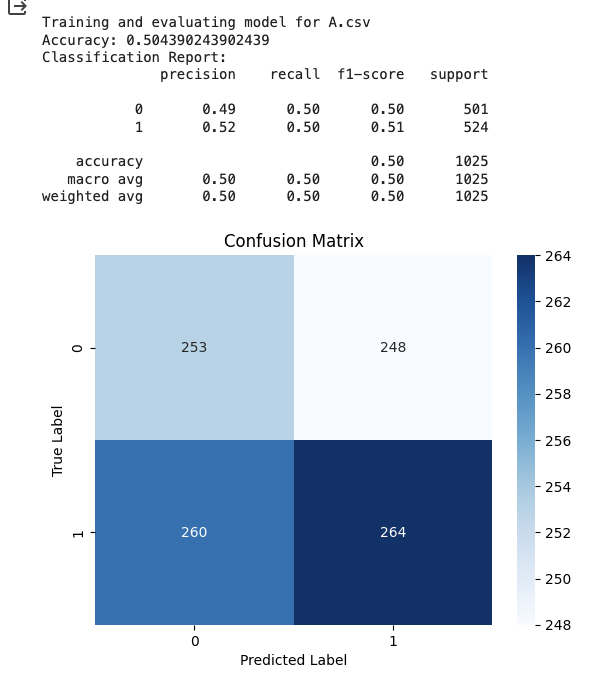 Training and evaluating model for A.csv
Accuracy: 0.504390243902439
Classification Report:
precision recall f1-score support
0 0.49 0.50 0.50 501
1 0.52 0.50 0.51 524
accuracy 0.50 1025
macro avg 0.50 0.50 0.50 1025
weighted avg 0.50 0.50 0.50 1025
Confusion Matrix
264
262
260
258
256
254
252
250
248
True Label
0
253 248
1
260 264
0 1
Predicted Label